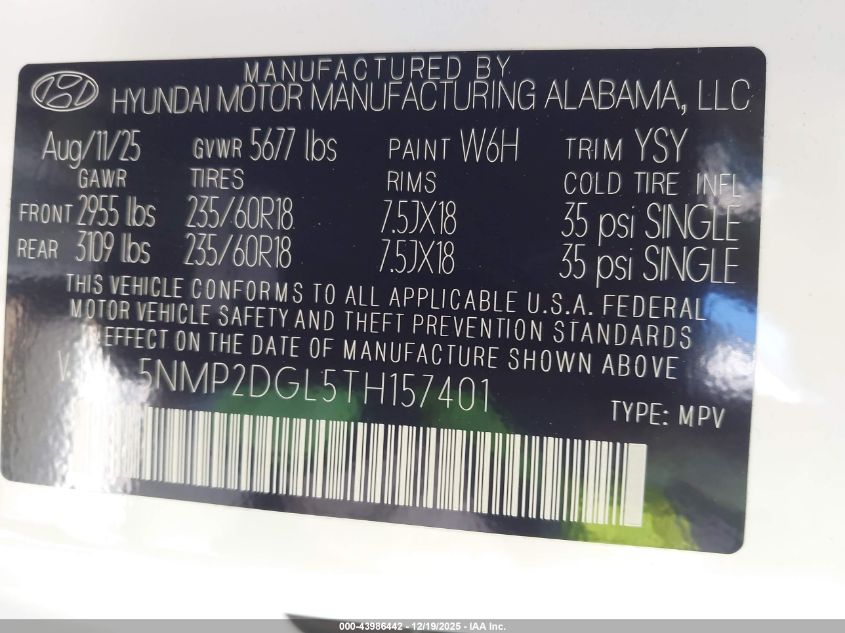 MANUFACTURED BY
HYUNDAI MOTOR MANUFACTURING ALABAMA, LLC
Aug/11/25 GVWR 5677 lbs PAINT W6H TRIM YSY
GAWR TIRES RIMS COLD TIRE INFL
FRONT 2955 lbs 235/60R18 7.5JX18 35 psi SINGLE
REAR 3109 lbs 235/60R18 7.5JX18 35 psi SINGLE
THIS VEHICLE CONFORMS TO ALL APPLICABLE U.S.A. FEDERAL
MOTOR VEHICLE SAFETY AND THEFT PREVENTION STANDARDS
EFFECT ON THE DATE OF MANUFACTURE SHOWN ABOVE
5NMP2DGL5TH157401
TYPE: MPV
000-43986442 - 12/19/2025 - IAA Inc.